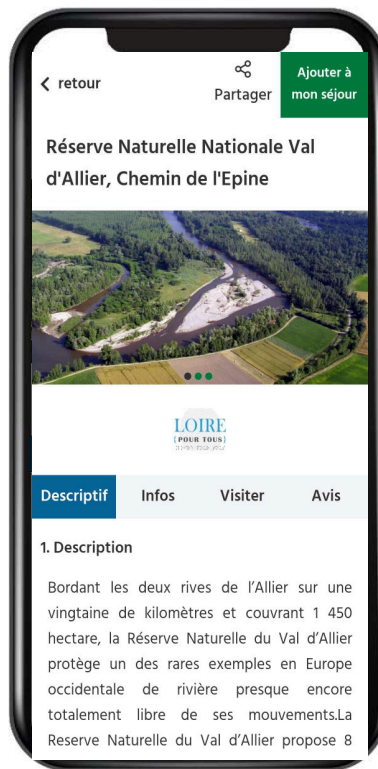 retour
Partager
Ajouter à
mon séjour
Réserve Naturelle Nationale Val
d'Allier, Chemin de l'Epine
LOIRE
(POUR TOUS)
Descriptif Infos Visiter Avis
1. Description
Bordant les deux rives de l’Allier sur une
vingtaine de kilomètres et couvrant 1 450
hectare, la Réserve Naturelle du Val d’Allier
protège un des rares exemples en Europe
occidentale de rivière presque encore
totalement libre de ses mouvements.La
Reserve Naturelle du Val d’Allier propose 8